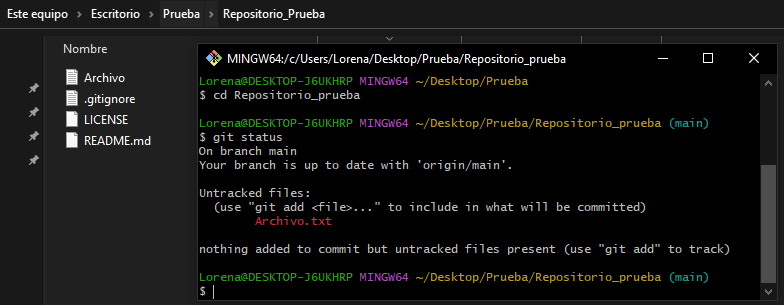 Este equipo > Escritorio > Prueba > Repositorio_Prueba
Nombre
Archivo
.gitignore
LICENSE
README.md
MINGW64:/c/Users/Lorena/Desktop/Prueba/Repositorio_prueba
Lorena@DESKTOP-J6UKHRP MINGW64 ~/Desktop/Prueba
$ cd Repositorio_prueba
Lorena@DESKTOP-J6UKHRP MINGW64 ~/Desktop/Prueba/Repositorio_prueba (main)
$ git status
On branch main
Your branch is up to date with 'origin/main'.
Untracked files:
(use "git add <file>..." to include in what will be committed)
Archivo.txt
nothing added to commit but untracked files present (use "git add" to track)
Lorena@DESKTOP-J6UKHRP MINGW64 ~/Desktop/Prueba/Repositorio_prueba (main)
$